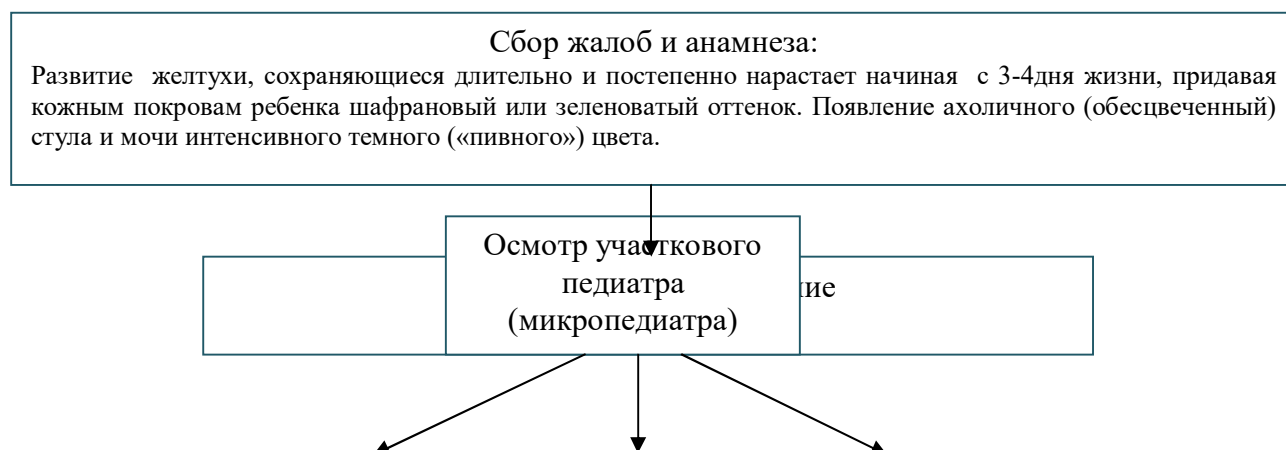 Сбор жалоб и анамнеза:
Развитие желтухи, сохраняющиеся длительно и постепенно нарастает начиная с 3-4дня жизни, придавая
кожным покровам ребенка шафрановый или зеленоватый оттенок. Появление ахоличного (обесцвеченный)
стула и мочи интенсивного темного («пивного») цвета.
Осмотр участкового
педиатра
(микропедиатра)